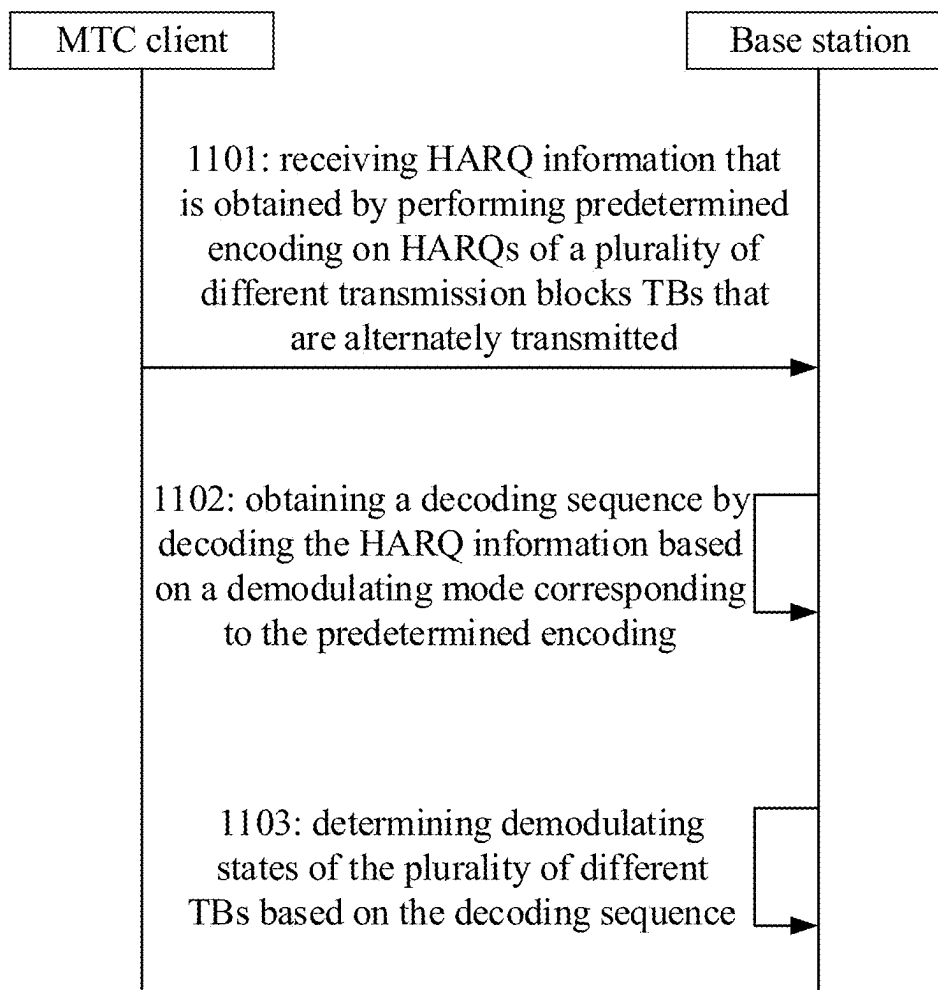 MTC client
Base station
1101: receiving HARQ information that
is obtained by performing predetermined
encoding on HARQs of a plurality of
different transmission blocks TBs that
are alternately transmitted
1102: obtaining a decoding sequence by
decoding the HARQ information based
on a demodulating mode corresponding
to the predetermined encoding
1103: determining demodulating
states of the plurality of different
TBs based on the decoding sequence